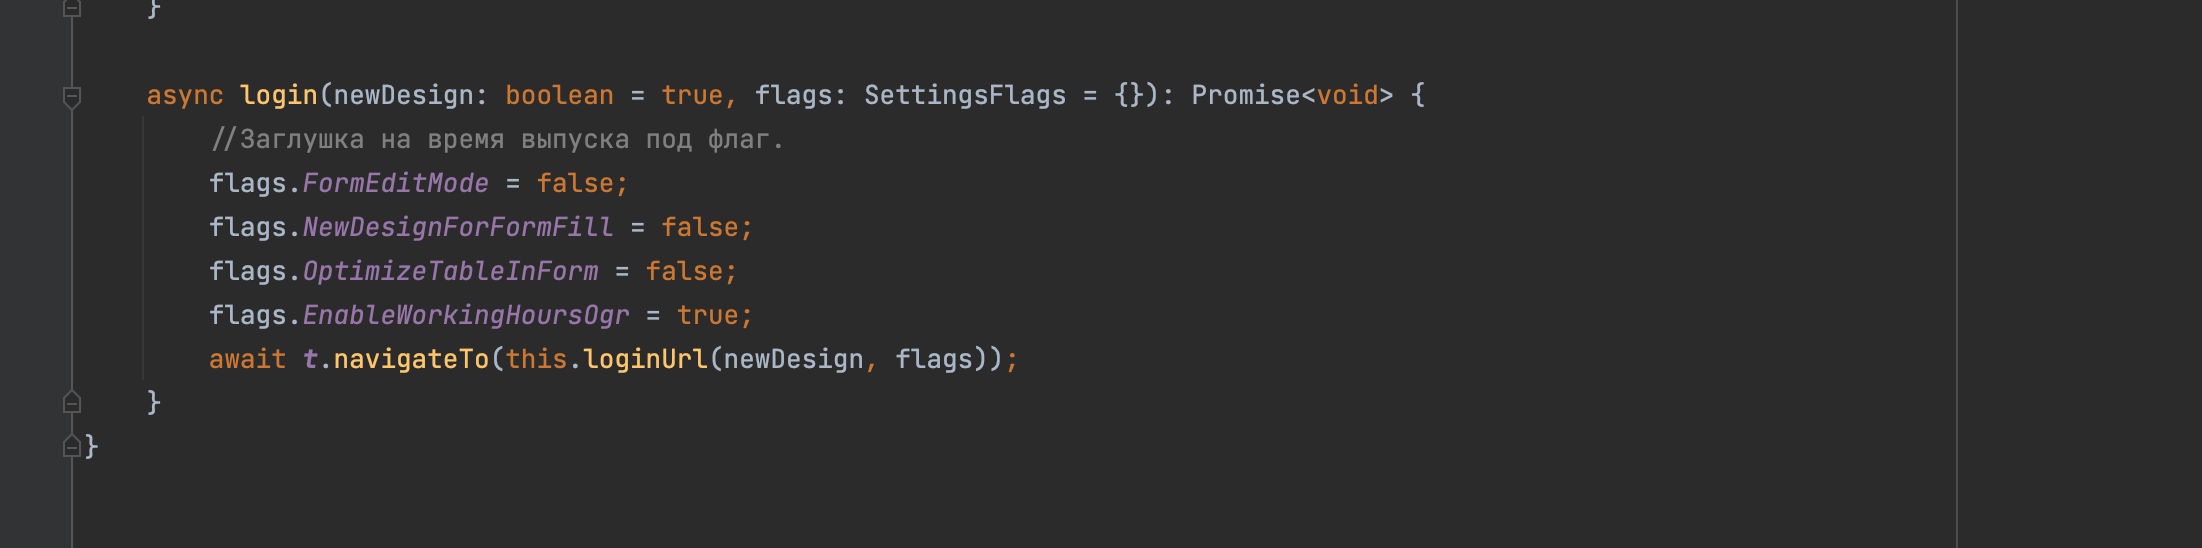 }
async login(newDesign: boolean = true, flags: SettingsFlags = {}): Promise<void> {
//Заглушка на время выпуска под флаг.
flags.FormEditMode = false;
flags.NewDesignForFormFill = false;
flags.OptimizeTableInForm = false;
flags.EnableWorkingHoursOgr = true;
await t.navigateTo(this.loginUrl(newDesign, flags));
}
}